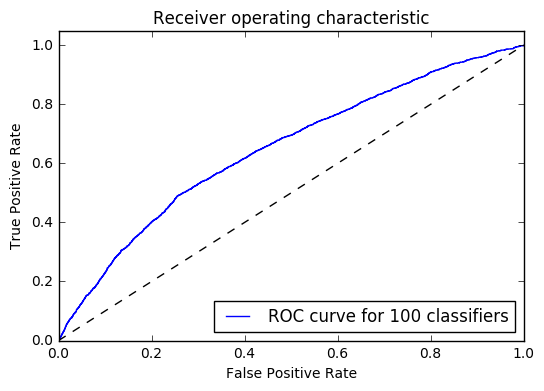 Receiver operating characteristic
1.0
0.8
0.6
0.4
0.2
0.0
True Positive Rate
ROC curve for 100 classifiers
0.0 0.2 0.4 0.6 0.8 1.0
False Positive Rate